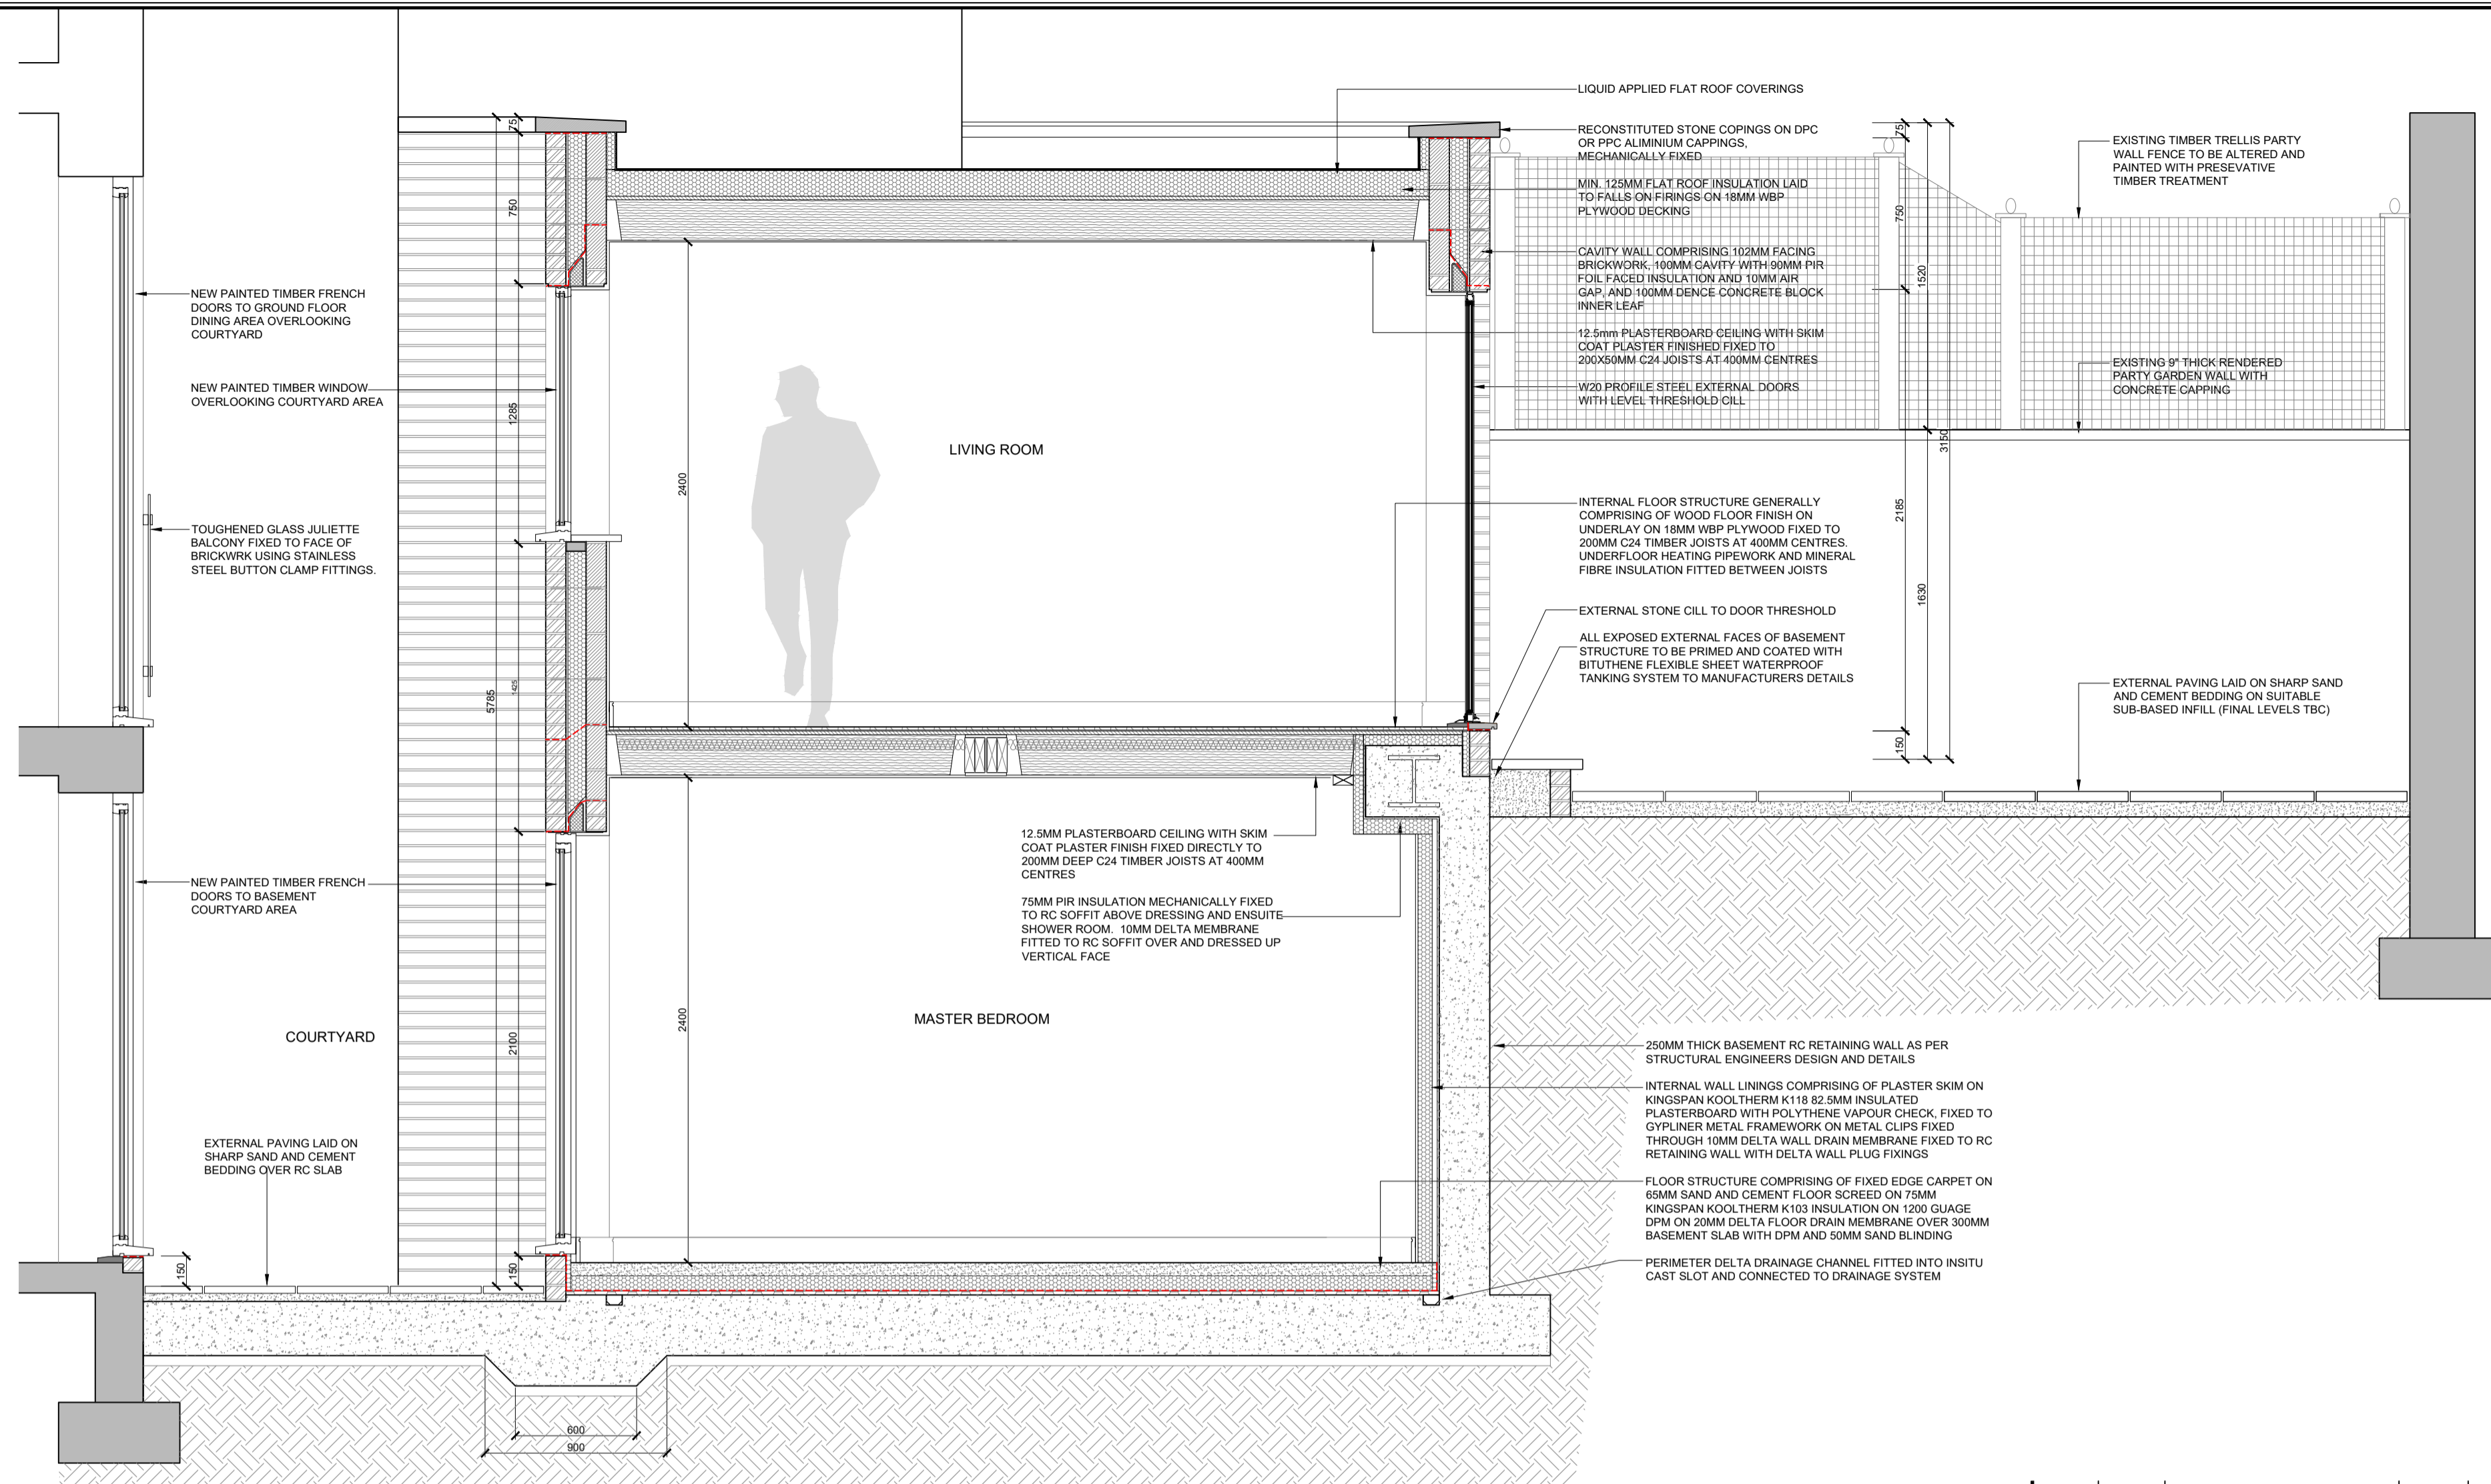 NEW PAINTED TIMBER FRENCH
DOORS TO GROUND FLOOR
DINING AREA OVERLOOKING
COURTYARD
NEW PAINTED TIMBER WINDOW
OVERLOOKING COURTYARD AREA
TOUGHENED GLASS JULIETTE
BALCONY FIXED TO FACE OF
BRICKWRK USING STAINLESS
STEEL BUTTON CLAMP FITTINGS.
NEW PAINTED TIMBER FRENCH
DOORS TO BASEMENT
COURTYARD AREA
COURTYARD
EXTERNAL PAVING LAID ON
SHARP SAND AND CEMENT
BEDDING OVER RC SLAB
150
75
750
1285
5785
1425
2100
150
600
900
2400
LIVING ROOM
2400
MASTER BEDROOM
12.5MM PLASTERBOARD CEILING WITH SKIM
COAT PLASTER FINISH FIXED DIRECTLY TO
200MM DEEP C24 TIMBER JOISTS AT 400MM
CENTRES
75MM PIR INSULATION MECHANICALLY FIXED
TO RC SOFFIT ABOVE DRESSING AND ENSUITE
SHOWER ROOM. 10MM DELTA MEMBRANE
FITTED TO RC SOFFIT OVER AND DRESSED UP
VERTICAL FACE
LIQUID APPLIED FLAT ROOF COVERINGS
RECONSTITUTED STONE COPINGS ON DPC
OR PPC ALIMINIUM CAPPINGS,
MECHANICALLY FIXED
MIN. 125MM FLAT ROOF INSULATION LAID
TO FALLS ON FIRINGS ON 18MM WBP
PLYWOOD DECKING
CAVITY WALL COMPRISING 102MM FACING
BRICKWORK, 100MM CAVITY WITH 90MM PIR
FOIL FACED INSULATION AND 10MM AIR
GAP, AND 100MM DENCE CONCRETE BLOCK
INNER LEAF
12.5mm PLASTERBOARD CEILING WITH SKIM
COAT PLASTER FINISHED FIXED TO
200X50MM C24 JOISTS AT 400MM CENTRES
W20 PROFILE STEEL EXTERNAL DOORS
WITH LEVEL THRESHOLD CILL
INTERNAL FLOOR STRUCTURE GENERALLY
COMPRISING OF WOOD FLOOR FINISH ON
UNDERLAY ON 18MM WBP PLYWOOD FIXED TO
200MM C24 TIMBER JOISTS AT 400MM CENTRES.
UNDERFLOOR HEATING PIPEWORK AND MINERAL
FIBRE INSULATION FITTED BETWEEN JOISTS
EXTERNAL STONE CILL TO DOOR THRESHOLD
ALL EXPOSED EXTERNAL FACES OF BASEMENT
STRUCTURE TO BE PRIMED AND COATED WITH
BITUTHENE FLEXIBLE SHEET WATERPROOF
TANKING SYSTEM TO MANUFACTURERS DETAILS
75
750
1520
3150
2185
1630
150
EXISTING TIMBER TRELLIS PARTY
WALL FENCE TO BE ALTERED AND
PAINTED WITH PRESEVATIVE
TIMBER TREATMENT
EXISTING 9" THICK RENDERED
PARTY GARDEN WALL WITH
CONCRETE CAPPING
EXTERNAL PAVING LAID ON SHARP SAND
AND CEMENT BEDDING ON SUITABLE
SUB-BASED INFILL (FINAL LEVELS TBC)
250MM THICK BASEMENT RC RETAINING WALL AS PER
STRUCTURAL ENGINEERS DESIGN AND DETAILS
INTERNAL WALL LININGS COMPRISING OF PLASTER SKIM ON
KINGSPAN KOOLTHERM K118 82.5MM INSULATED
PLASTERBOARD WITH POLYTHENE VAPOUR CHECK, FIXED TO
GYPLINER METAL FRAMEWORK ON METAL CLIPS FIXED
THROUGH 10MM DELTA WALL DRAIN MEMBRANE FIXED TO RC
RETAINING WALL WITH DELTA WALL PLUG FIXINGS
FLOOR STRUCTURE COMPRISING OF FIXED EDGE CARPET ON
65MM SAND AND CEMENT FLOOR SCREED ON 75MM
KINGSPAN KOOLTHERM K103 INSULATION ON 1200 GUAGE
DPM ON 20MM DELTA FLOOR DRAIN MEMBRANE OVER 300MM
BASEMENT SLAB WITH DPM AND 50MM SAND BLINDING
PERIMETER DELTA DRAINAGE CHANNEL FITTED INTO INSITU
CAST SLOT AND CONNECTED TO DRAINAGE SYSTEM